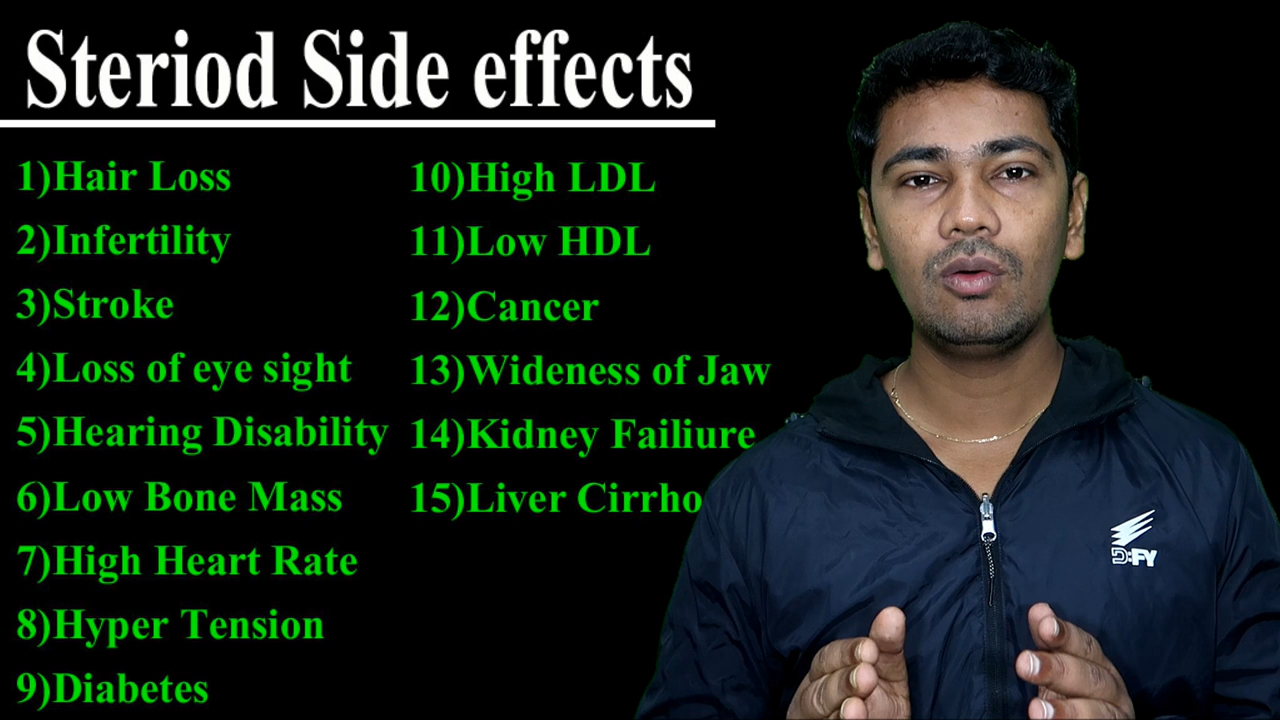 Steriod Side effects
1)Hair Loss
2)Infertility
3)Stroke
4)Loss of eye sight
5)Hearing Disability
6)Low Bone Mass
7)High Heart Rate
8)Hyper Tension
9)Diabetes
10)High LDL
11)Low HDL
12)Cancer
13)Wideness of Jaw
14)Kidney Failiure
15)Liver Cirrho
D:FY